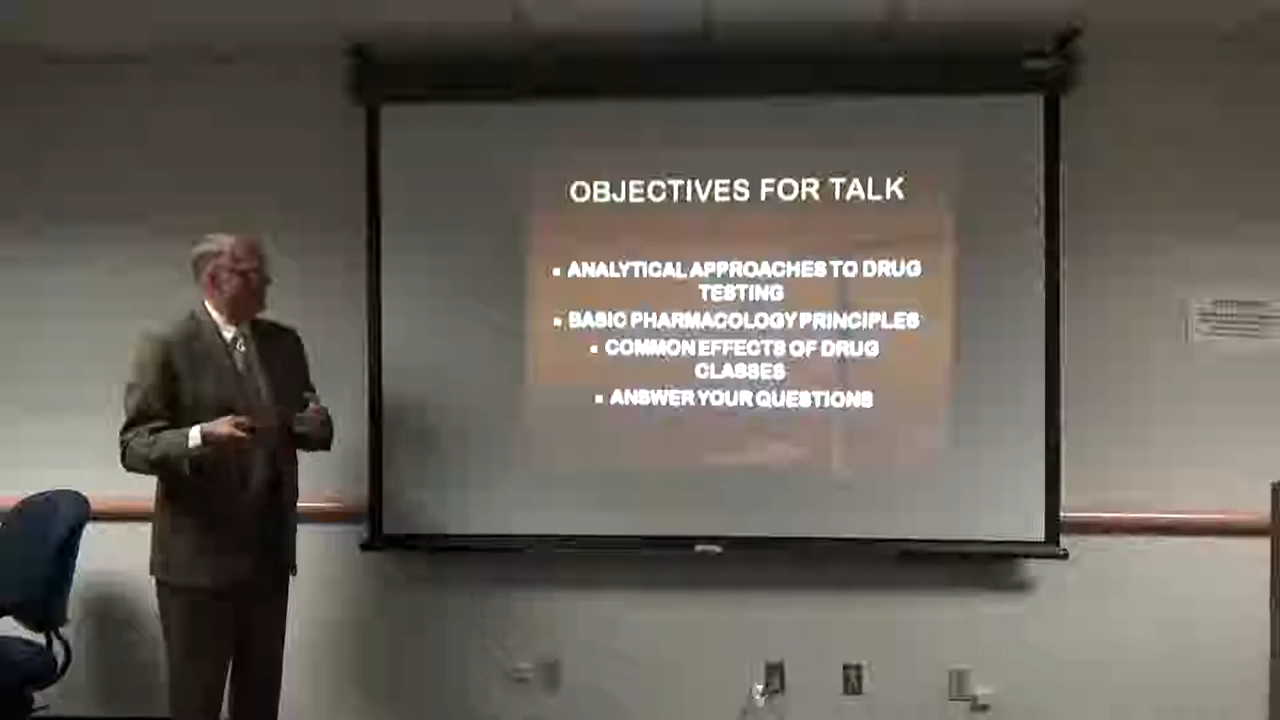 OBJECTIVES FOR TALK
▪ ANALYTICAL APPROACHES TO DRUG
TESTING
▪ BASIC PHARMACOLOGY PRINCIPLES
▪ COMMON EFFECTS OF DRUG
CLASSES
▪ ANSWER YOUR QUESTIONS